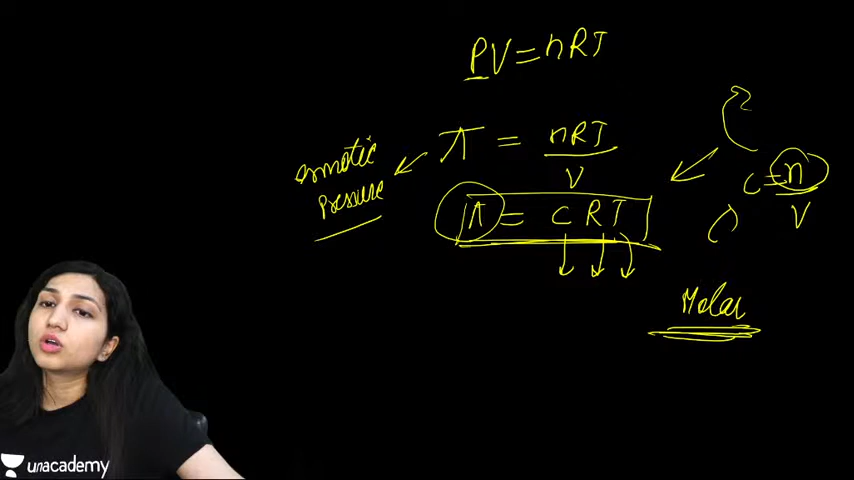 PV=nRT
π = nRT/V
osmotic
pressure
c = n/V
π = CRT
Molar
unacademy